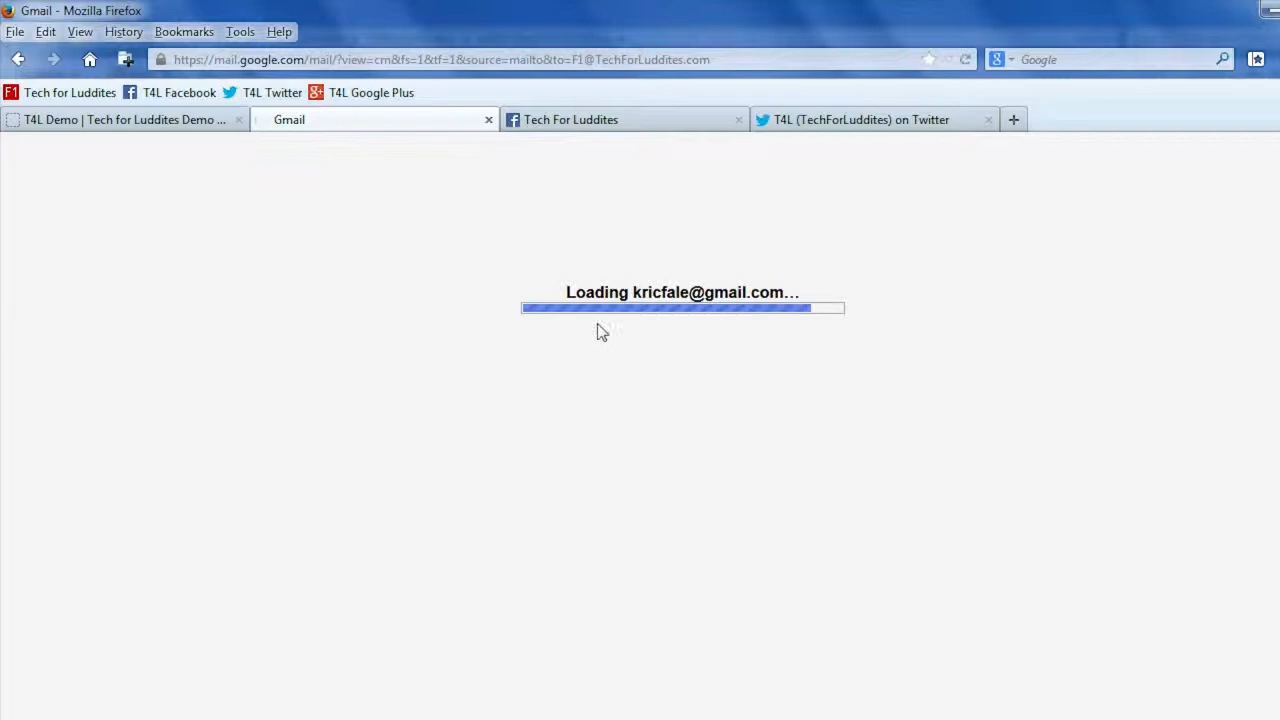 Gmail - Mozilla Firefox
File Edit View History Bookmarks Tools Help
https://mail.google.com/mail/?view=cm&fs=1&tf=1&source=mailto&to=F1@TechForLuddites.com
Google
F1 Tech for Luddites T4L Facebook T4L Twitter T4L Google Plus
T4L Demo | Tech for Luddites Demo ... Gmail Tech For Luddites T4L (TechForLuddites) on Twitter
Loading kricfale@gmail.com...